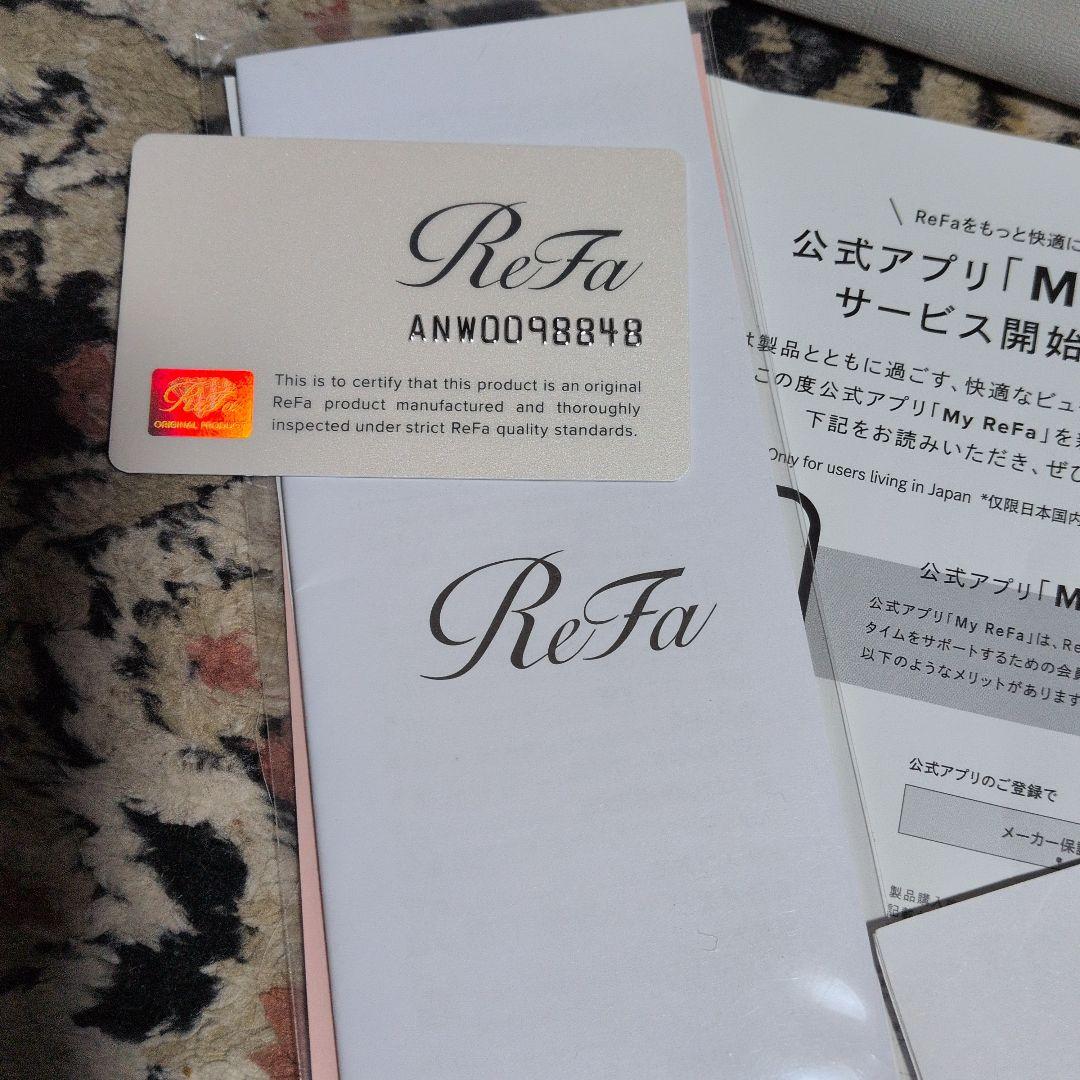 ReFa
ANW0098848
ReFa
ORIGINAL PRODUCT
This is to certify that this product is an original
ReFa product manufactured and thoroughly
inspected under strict ReFa quality standards.
ReFa
ReFaをもっと快適に
公式アプリ「My
サービス開始
製品とともに過ごす、快適なビュ
この度公式アプリ「My ReFa」を
下記をお読みいただき、ぜひ
Only for users living in Japan *仅限日本国内
公式アプリ「M
公式アプリ「My ReFa」は、Re
タイムをサポートするための会員
以下のようなメリットがあります
公式アプリのご登録で
メーカー保証
製品購入